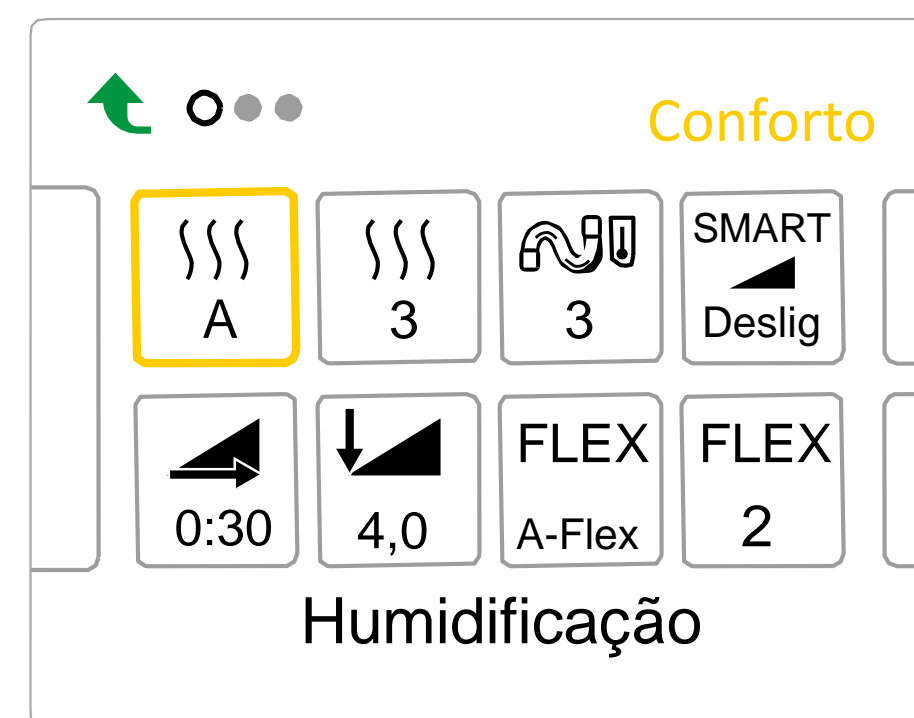 Conforto
A
3
3
SMART
Deslig
0:30
4,0
FLEX
A-Flex
FLEX
2
Humidificação